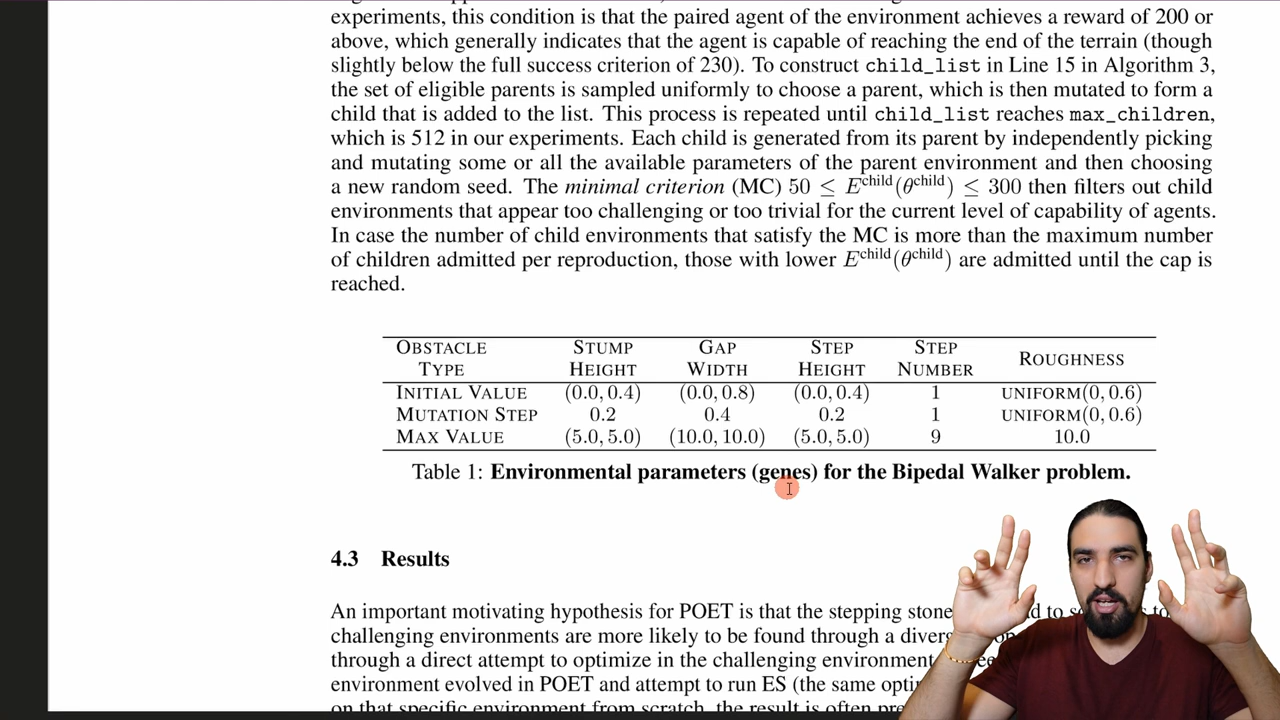 experiments, this condition is that the paired agent of the environment achieves a reward of 200 or
above, which generally indicates that the agent is capable of reaching the end of the terrain (though
slightly below the full success criterion of 230). To construct child_list in Line 15 in Algorithm 3,
the set of eligible parents is sampled uniformly to choose a parent, which is then mutated to form a
child that is added to the list. This process is repeated until child_list reaches max_children,
which is 512 in our experiments. Each child is generated from its parent by independently picking
and mutating some or all the available parameters of the parent environment and then choosing
a new random seed. The minimal criterion (MC) 50 ≤ E^child(θ^child) ≤ 300 then filters out child
environments that appear too challenging or too trivial for the current level of capability of agents.
In case the number of child environments that satisfy the MC is more than the maximum number
of children admitted per reproduction, those with lower E^child(θ^child) are admitted until the cap is
reached.
OBSTACLE TYPE STUMP HEIGHT GAP WIDTH STEP HEIGHT STEP NUMBER ROUGHNESS
INITIAL VALUE (0.0, 0.4) (0.0, 0.8) (0.0, 0.4) 1 UNIFORM(0, 0.6)
MUTATION STEP 0.2 0.4 0.2 1 UNIFORM(0, 0.6)
MAX VALUE (5.0, 5.0) (10.0, 10.0) (5.0, 5.0) 9 10.0
Table 1: Environmental parameters (genes) for the Bipedal Walker problem.
4.3 Results
An important motivating hypothesis for POET is that the stepping stone
challenging environments are more likely to be found through a
through a direct attempt to optimize in the challenging environment
environment evolved in POET and attempt to run ES (the same
on that specific environment from scratch, the result is often